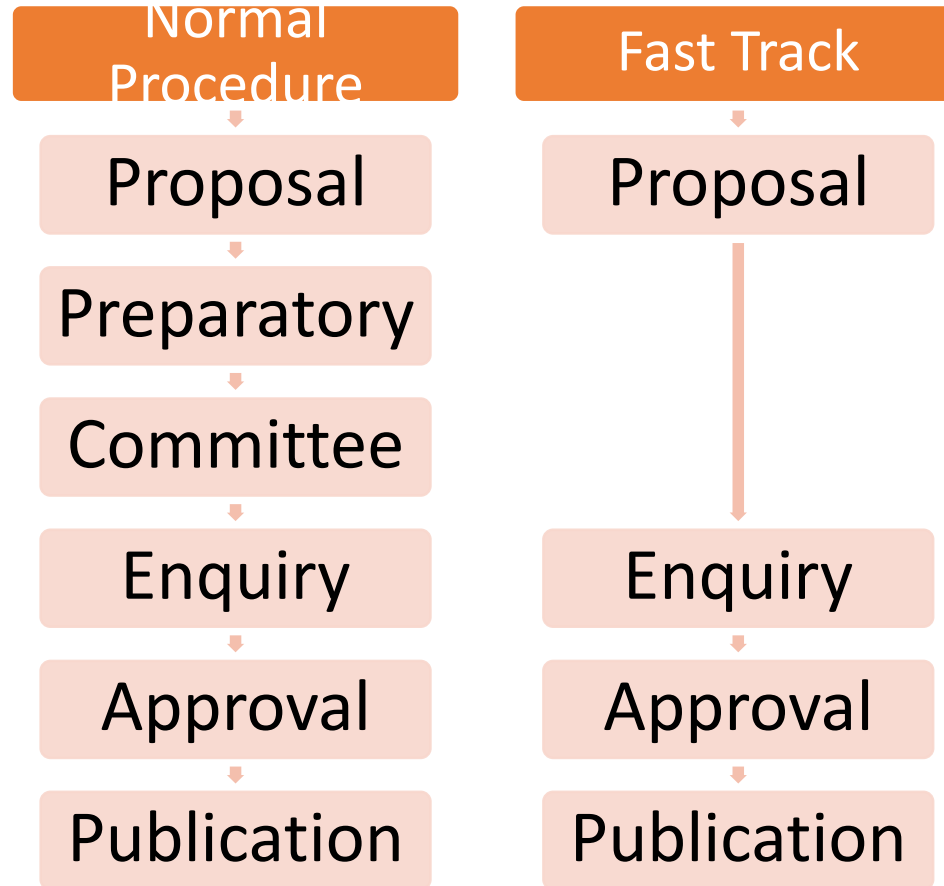 Normal
Procedure
Proposal
Preparatory
Committee
Enquiry
Approval
Publication
Fast Track
Proposal
Enquiry
Approval
Publication